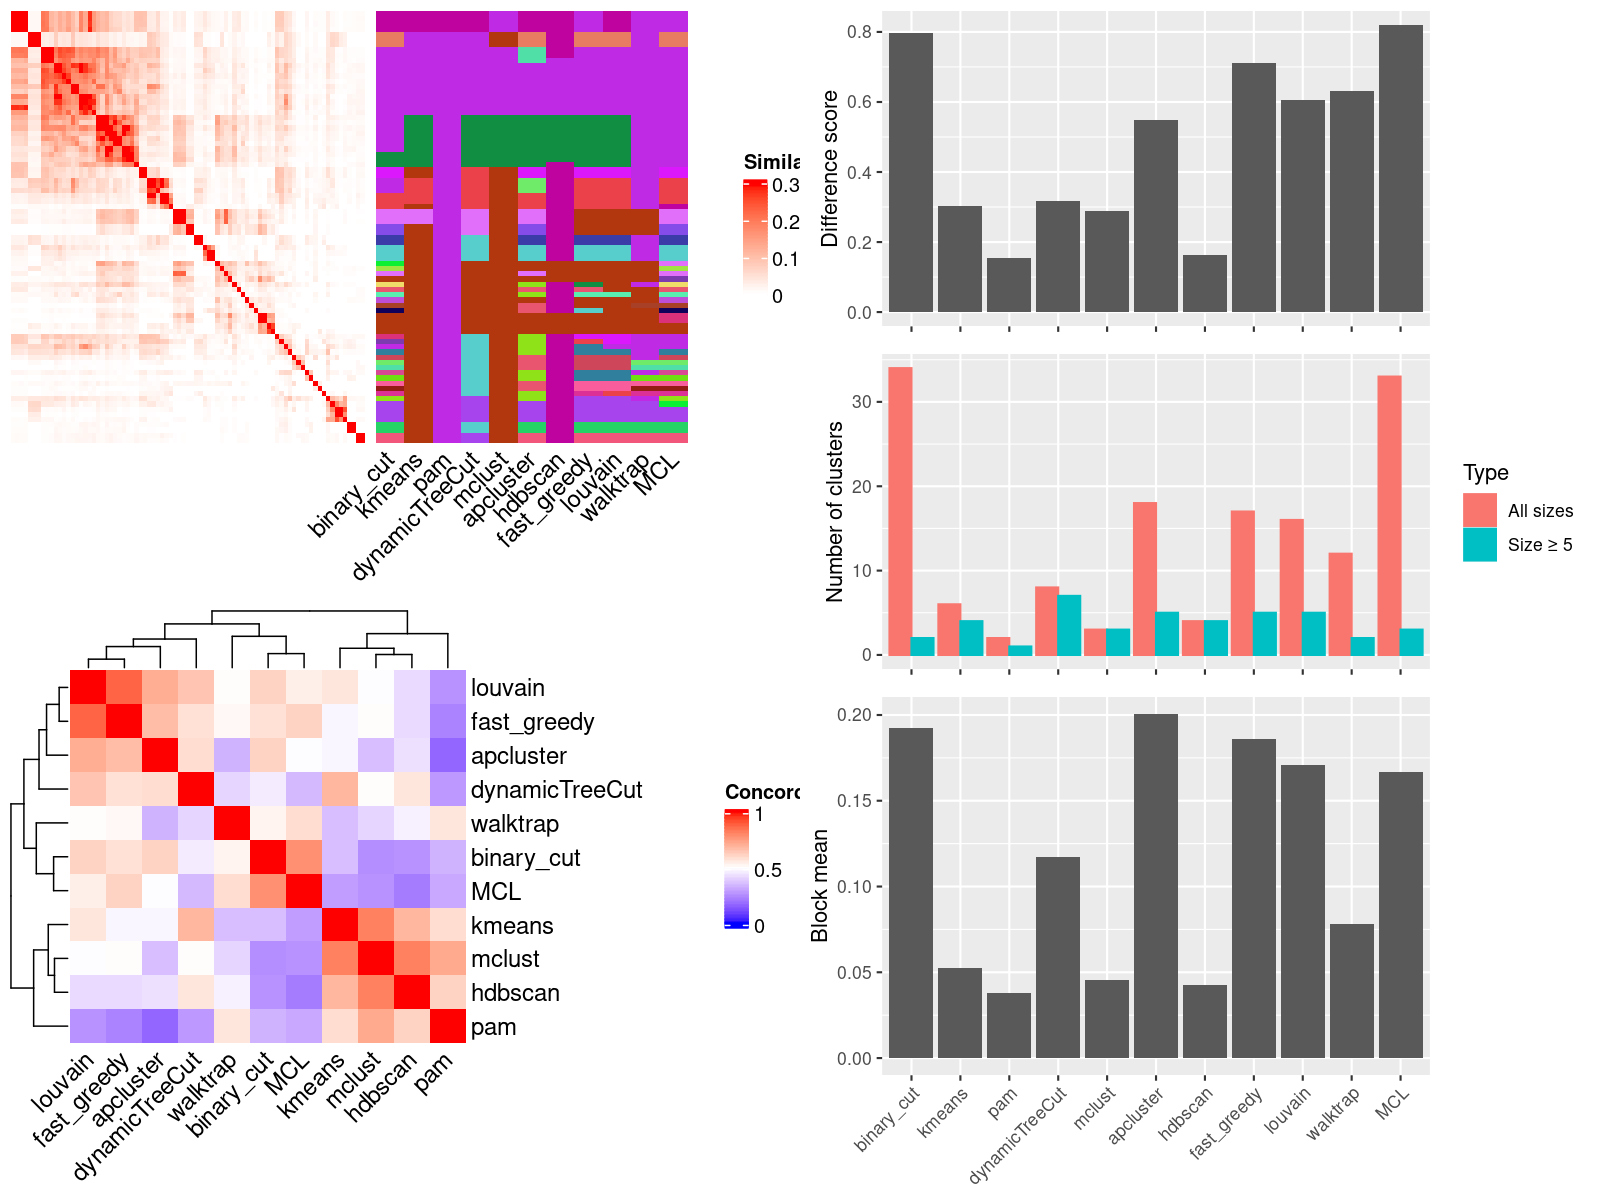 Simila
0.3
0.2
0.1
0
binary_cut
kmeans
pam
dynamicTreeCut
mclust
apcluster
hdbscan
fast_greedy
louvain
walktrap
MCL
louvain
fast_greedy
apcluster
dynamicTreeCut
walktrap
binary_cut
MCL
kmeans
mclust
hdbscan
pam
Concord
1
0.5
0
louvain
fast_greedy
apcluster
dynamicTreeCut
walktrap
binary_cut
MCL
kmeans
mclust
hdbscan
pam
Difference score
0.8
0.6
0.4
0.2
0.0
Number of clusters
30
20
10
0
Type
All sizes
Size ≥ 5
Block mean
0.20
0.15
0.10
0.05
0.00
binary_cut
kmeans
pam
dynamicTreeCut
mclust
apcluster
hdbscan
fast_greedy
louvain
walktrap
MCL